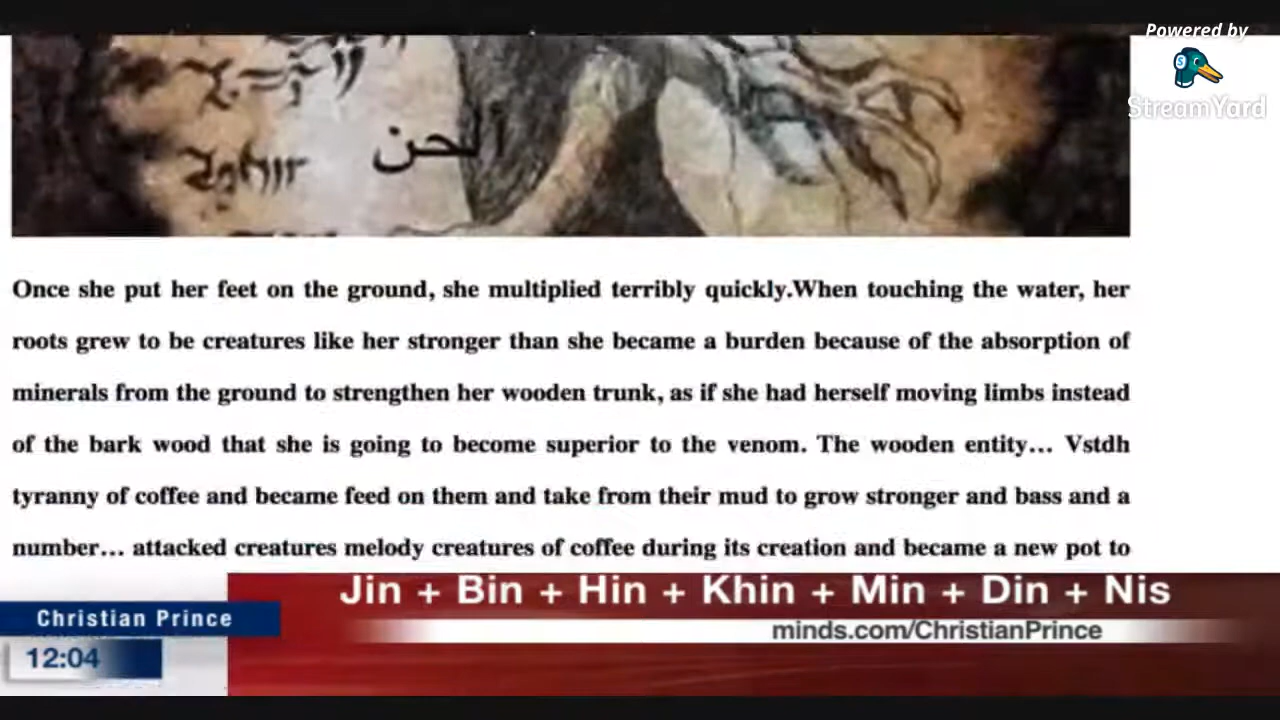 Powered by
StreamYard
الحن
Once she put her feet on the ground, she multiplied terribly quickly.When touching the water, her
roots grew to be creatures like her stronger than she became a burden because of the absorption of
minerals from the ground to strengthen her wooden trunk, as if she had herself moving limbs instead
of the bark wood that she is going to become superior to the venom. The wooden entity... Vstdh
tyranny of coffee and became feed on them and take from their mud to grow stronger and bass and a
number... attacked creatures melody creatures of coffee during its creation and became a new pot to
Jin + Bin + Hin + Khin + Min + Din + Nis
Christian Prince
minds.com/ChristianPrince
12:04